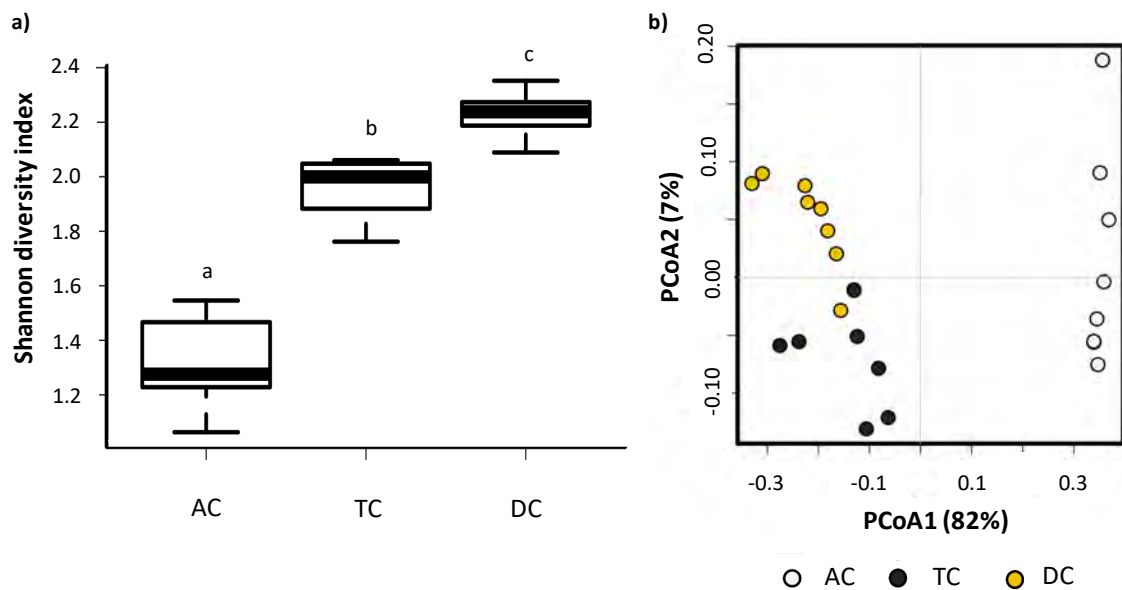 a)
Shannon diversity index
2.4
2.2
2.0
1.8
1.6
1.4
1.2
a
b
c
AC
TC
DC
b)
PCoA2 (7%)
0.20
0.10
0.00
-0.10
-0.3
-0.1
0.1
0.3
PCoA1 (82%)
AC
TC
DC